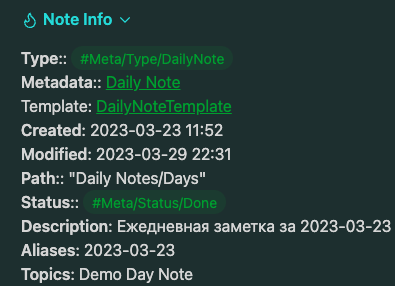 Note Info
Type:: #Meta/Type/DailyNote
Metadata:: Daily Note
Template: DailyNoteTemplate
Created: 2023-03-23 11:52
Modified: 2023-03-29 22:31
Path:: "Daily Notes/Days"
Status:: #Meta/Status/Done
Description: Ежедневная заметка за 2023-03-23
Aliases: 2023-03-23
Topics: Demo Day Note